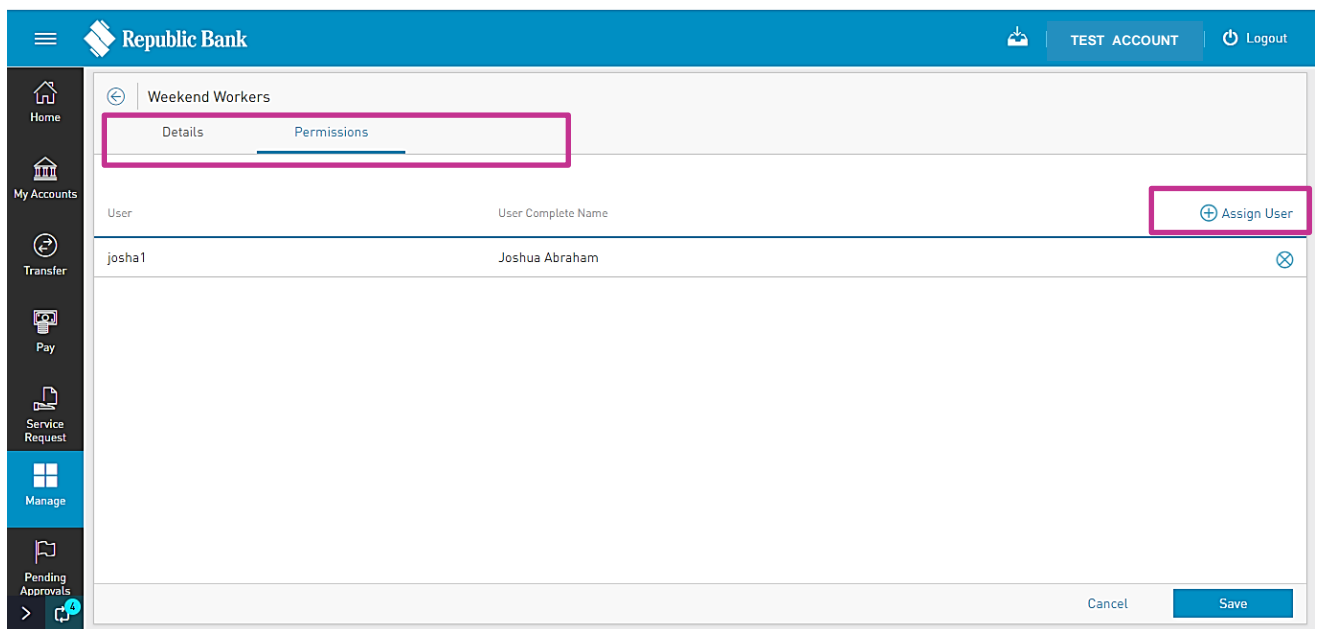 Republic Bank
TEST ACCOUNT
Logout
Home
My Accounts
Transfer
Pay
Service
Request
Manage
Pending
Approvals
4
Weekend Workers
Details Permissions
User User Complete Name Assign User
josha1 Joshua Abraham
Cancel Save